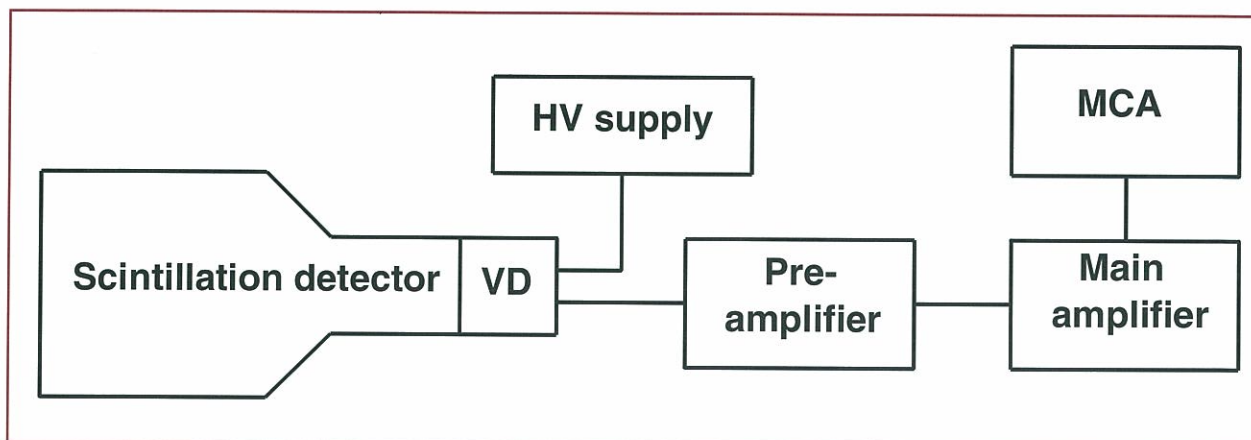 HV supply
MCA
Scintillation detector
VD
Pre-
amplifier
Main
amplifier